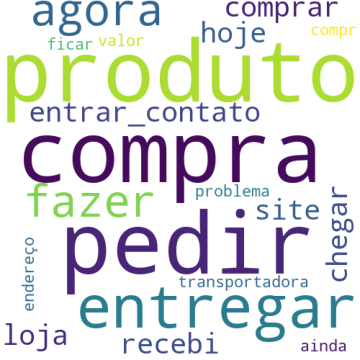 agora
comprar
hoje
compr
ficar
valor
produto
entrar_contato
compra
fazer
problema
site
chegar
pedir
endereço
transportadora
entregar
loja
recebi
ainda